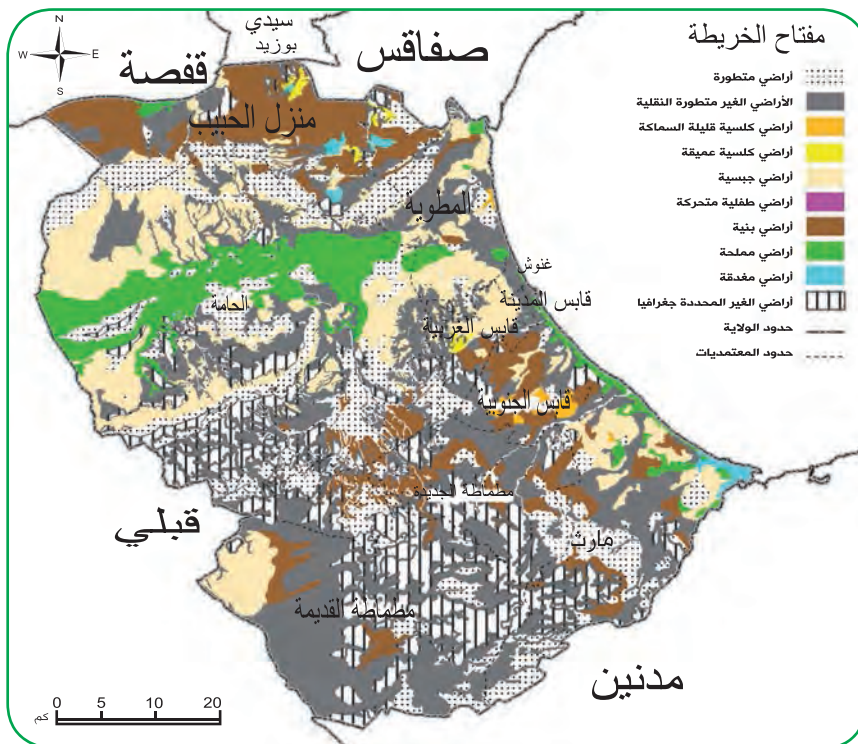 مفتاح الخريطة
أراضي متطورة
الأراضي الغير متطورة النقلية
أراضي كلسية قليلة السماكة
أراضي كلسية عميقة
أراضي جبسية
أراضي طفلية متحركة
أراضي بنية
أراضي مملحة
أراضي مغدقة
أراضي الغير المحددة جغرافيا
حدود الولاية
حدود المعتمديات
N
W E
S
سيدي
بوزيد
صفاقس
قفصة
منزل الحبيب
المطوية
غنوش
قابس المدينة
الحامة
قابس الغربية
قابس الجنوبية
مطماطة الجديدة
قبلي
مارث
مطماطة القديمة
مدنين
0 5 10 20
كم